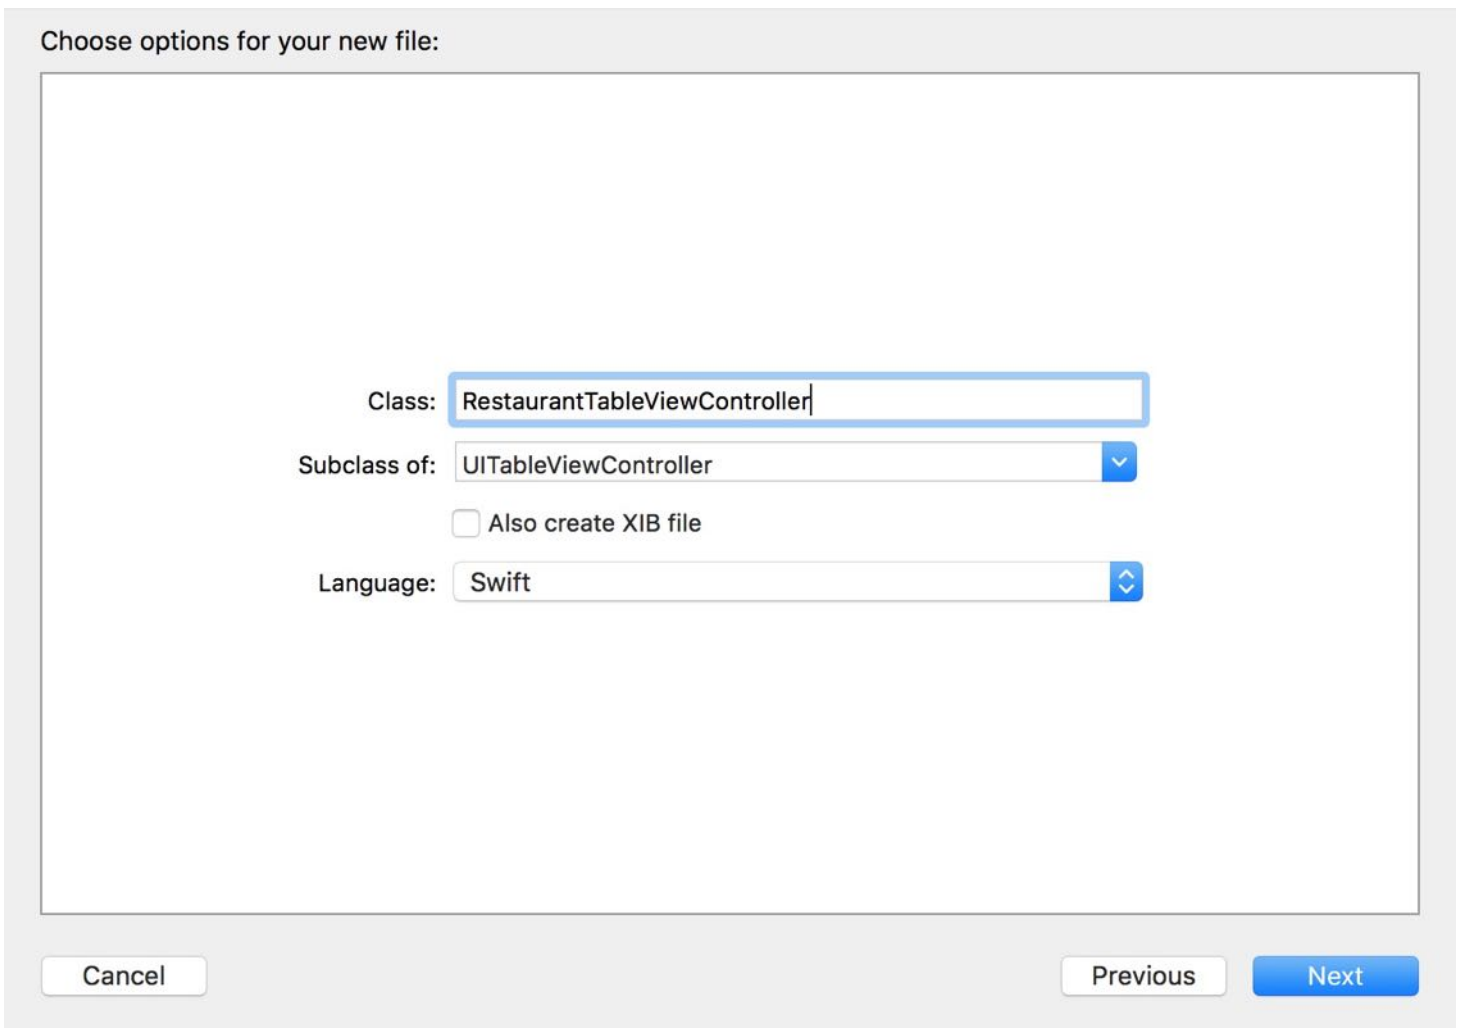 Choose options for your new file:
Class: RestaurantTableViewController
Subclass of: UITableViewController
Also create XIB file
Language: Swift
Cancel Previous Next